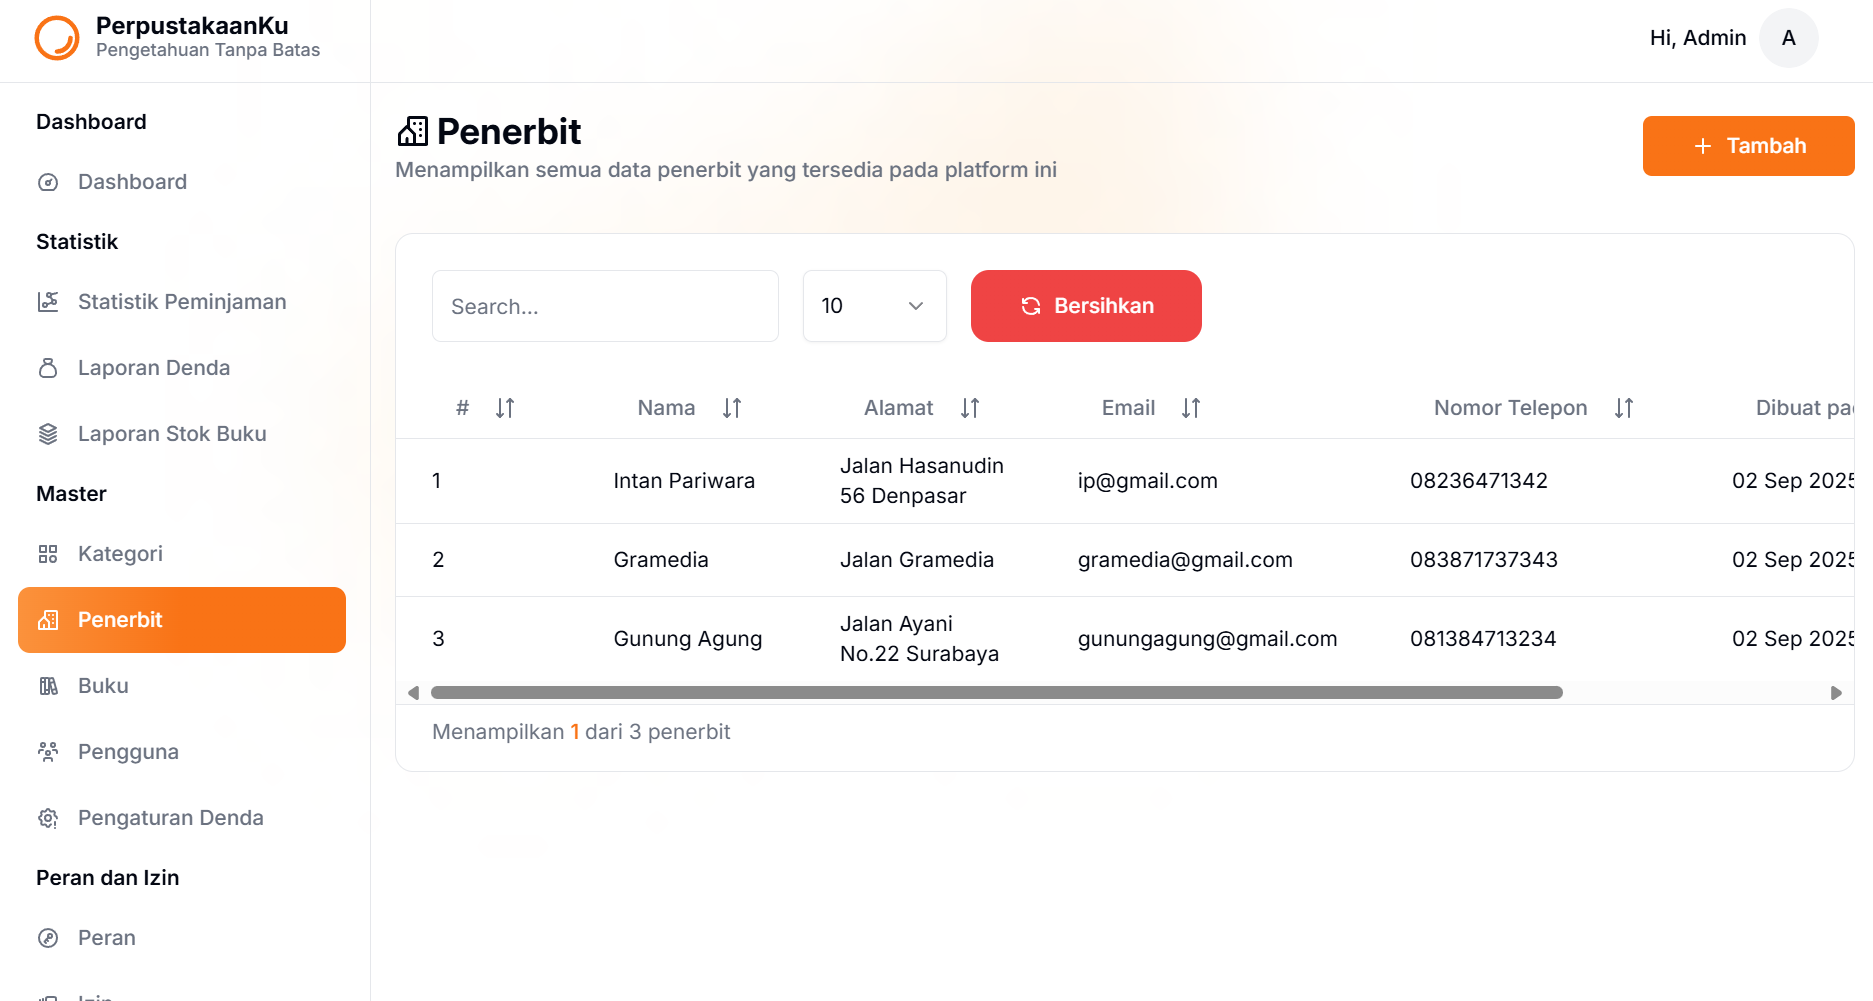 PerpustakaanKu
Pengetahuan Tanpa Batas
Hi, Admin
A
Dashboard
Dashboard
Statistik
Statistik Peminjaman
Laporan Denda
Laporan Stok Buku
Master
Kategori
Penerbit
Buku
Pengguna
Pengaturan Denda
Peran dan Izin
Peran
Penerbit
Menampilkan semua data penerbit yang tersedia pada platform ini
Tambah
Search...
10
Bersihkan
# Nama Alamat Email Nomor Telepon Dibuat
1 Intan Pariwara Jalan Hasanudin 56 Denpasar ip@gmail.com 08236471342 02 Sep 2025
2 Gramedia Jalan Gramedia gramedia@gmail.com 083871737343 02 Sep 2025
3 Gunung Agung Jalan Ayani No.22 Surabaya gunungagung@gmail.com 081384713234 02 Sep 2025
Menampilkan 1 dari 3 penerbit